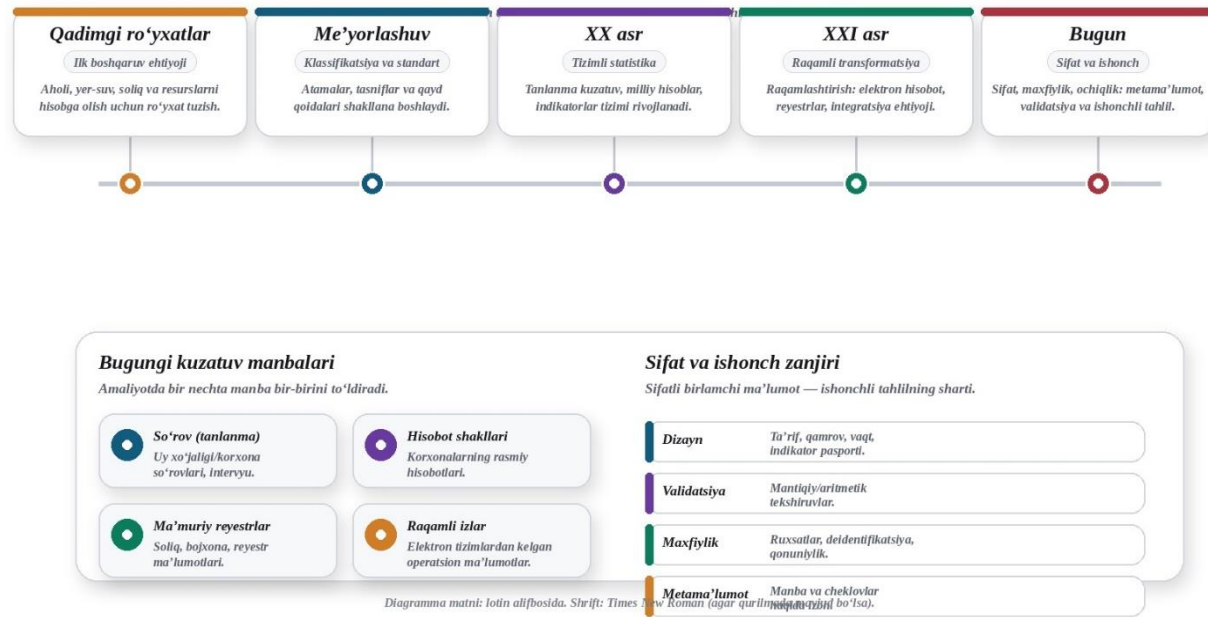 Qadimgi ro‘yxatlar
Ilk boshqaruv ehtiyoji
Aholi, yer-suv, soliq va resurslarni
hisobga olish uchun ro‘yxat tuzish.
Me’yorlashuv
Klassifikatsiya va standart
Atamalar, tasniflar va qayd
qoidalari shakllana boshlaydi.
XX asr
Tizimli statistika
Tanlanma kuzatuv, milliy hisoblar,
indikatorlar tizimi rivojlanadi.
XXI asr
Raqamli transformatsiya
Raqamlashtirish: elektron hisobot,
reyestrlar, integratsiya ehtiyoji.
Bugun
Sifat va ishonch
Sifat, maxfiylik, ochiqlik: metama’lumot,
validatsiya va ishonchli tahlil.
Bugungi kuzatuv manbalari
Amaliyotda bir nechta manba bir-birini to‘ldiradi.
So‘rov (tanlanma)
Uy xo‘jaligi/korxona
so‘rovlari, intervyu.
Hisobot shakllari
Korxonalarning rasmiy
hisobotlari.
Ma’muriy reyestrlar
Soliq, bojxona, reyestr
ma’lumotlari.
Raqamli izlar
Elektron tizimlardan kelgan
operatsion ma’lumotlar.
Sifat va ishonch zanjiri
Sifatli birlamchi ma’lumot — ishonchli tahlilning sharti.
Dizayn
Ta’rif, qamrov, vaqt,
indikator pasporti.
Validatsiya
Mantiqiy/aritmetik
tekshiruvlar.
Maxfiylik
Ruxsatlar, deidentifikatsiya,
qonuniylik.
Metama’lumot
Manba va cheklovlar
Diagramma matni: lotin alifbosida. Shrift: Times New Roman (agar qurilmada mavjud bo‘lsa).